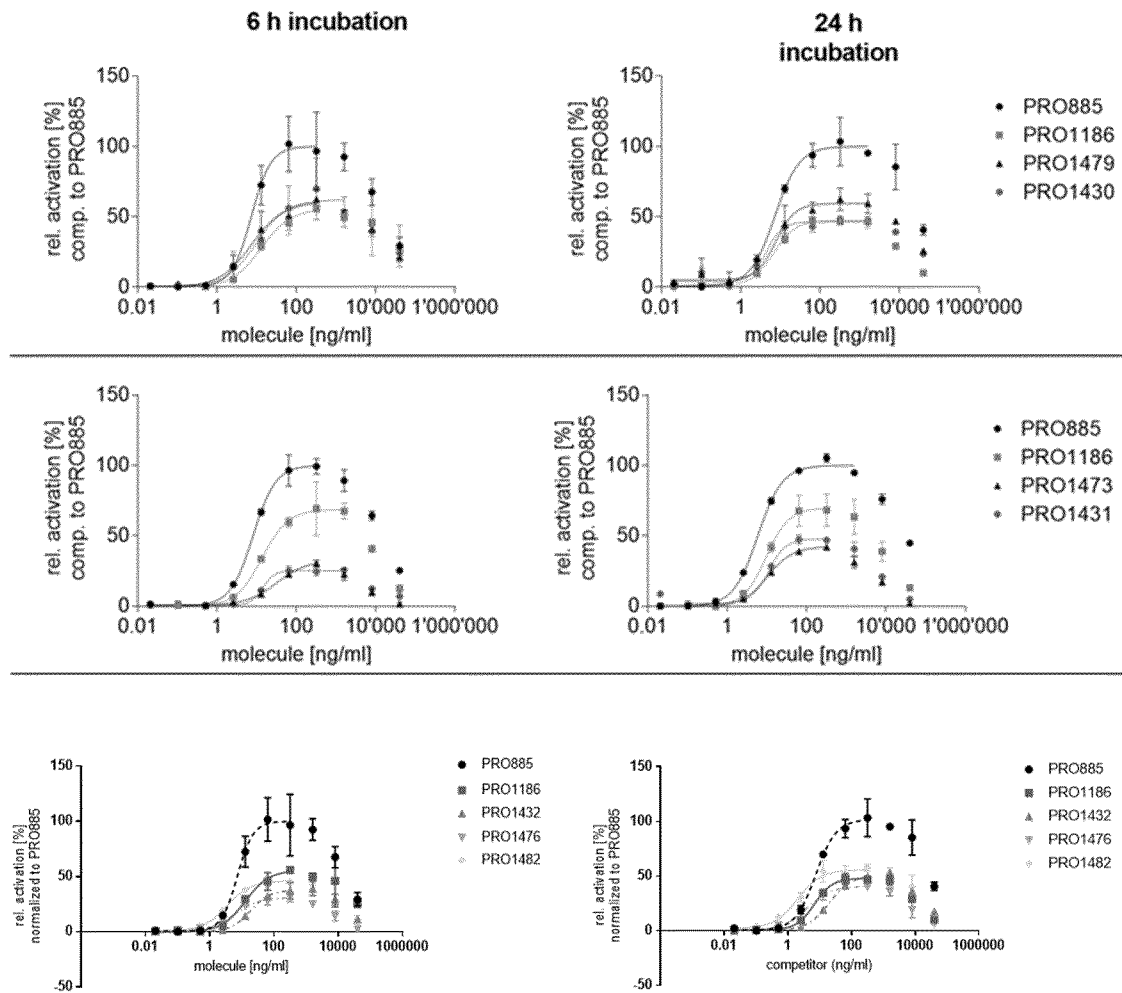 6 h incubation
24 h
incubation
rel. activation [%]
comp. to PRO885
150
100
50
0
0.01
1
100
10'000
1'000'000
molecule [ng/ml]
rel. activation [%]
comp. to PRO885
150
100
50
0
0.01
1
100
10'000
1'000'000
molecule [ng/ml]
PRO885
PRO1186
PRO1479
PRO1430
rel. activation [%]
comp. to PRO885
150
100
50
0
0.01
1
100
10'000
1'000'000
molecule [ng/ml]
rel. activation [%]
comp. to PRO885
150
100
50
0
0.01
1
100
10'000
1'000'000
molecule [ng/ml]
PRO885
PRO1186
PRO1473
PRO1431
rel. activation [%]
normalized to PRO885
150
100
50
0
-50
0.01
1
100
10000
1000000
molecule [ng/ml]
PRO885
PRO1186
PRO1432
PRO1476
PRO1482
rel. activation [%]
normalized to PRO885
150
100
50
0
-50
0.01
1
100
10000
1000000
competitor (ng/ml)
PRO885
PRO1186
PRO1432
PRO1476
PRO1482